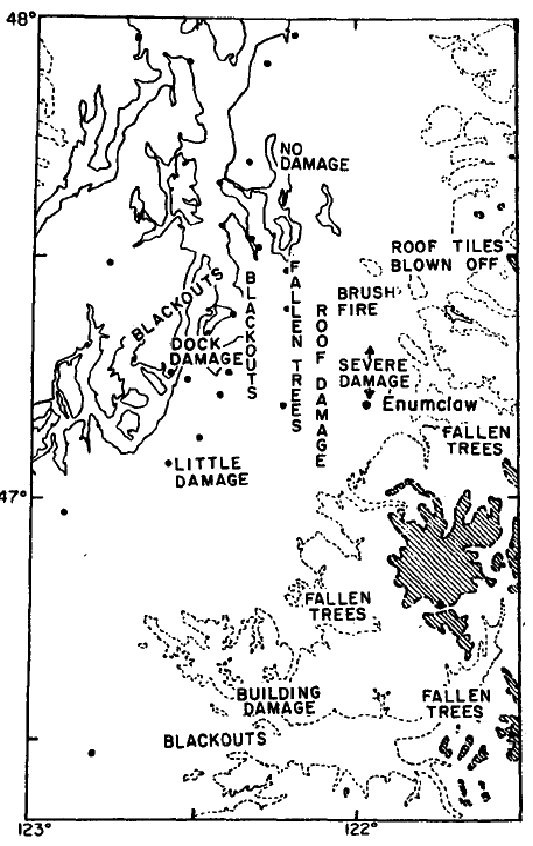 48°
NO
DAMAGE
ROOF TILES
BLOWN OFF
BLACKOUTS
BLACKOUTS
FALLEN TREES
ROOF DAMAGE
BRUSH
FIRE
DOCK
DAMAGE
SEVERE
DAMAGE
Enumclaw
FALLEN
TREES
LITTLE
DAMAGE
47°
FALLEN
TREES
BUILDING
DAMAGE
FALLEN
TREES
BLACKOUTS
123°
122°